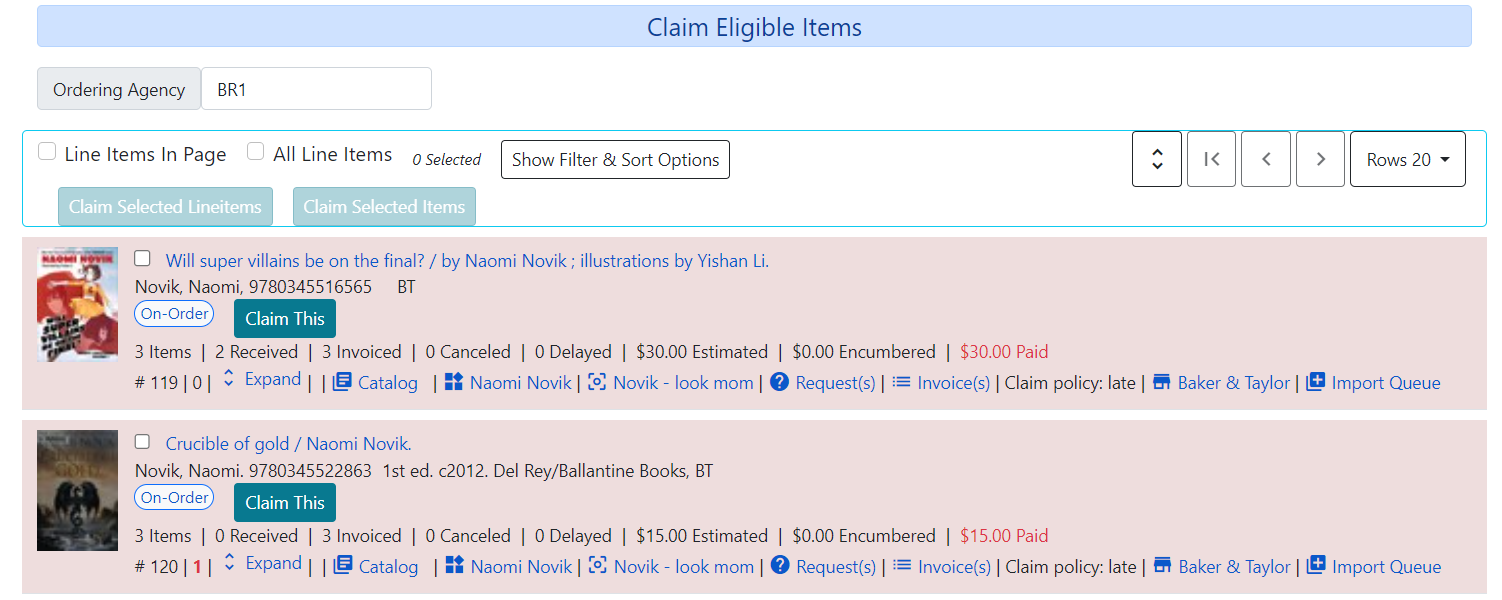 Claim Eligible Items
Ordering Agency BR1
Line Items In Page All Line Items 0 Selected Show Filter & Sort Options Rows 20
Claim Selected Lineitems Claim Selected Items
NAOMI NOVIK
WILL SUPER VILLAINS BE ON THE FINAL?
Will super villains be on the final? / by Naomi Novik ; illustrations by Yishan Li.
Novik, Naomi, 9780345516565 BT
On-Order Claim This
3 Items | 2 Received | 3 Invoiced | 0 Canceled | 0 Delayed | $30.00 Estimated | $0.00 Encumbered | $30.00 Paid
# 119 | 0 | Expand | | Catalog | Naomi Novik | Novik - look mom | Request(s) | Invoice(s) | Claim policy: late | Baker & Taylor | Import Queue
Crucible of gold / Naomi Novik.
Novik, Naomi. 9780345522863 1st ed. c2012. Del Rey/Ballantine Books, BT
On-Order Claim This
3 Items | 0 Received | 3 Invoiced | 0 Canceled | 0 Delayed | $15.00 Estimated | $0.00 Encumbered | $15.00 Paid
# 120 | 1 | Expand | | Catalog | Naomi Novik | Novik - look mom | Request(s) | Invoice(s) | Claim policy: late | Baker & Taylor | Import Queue